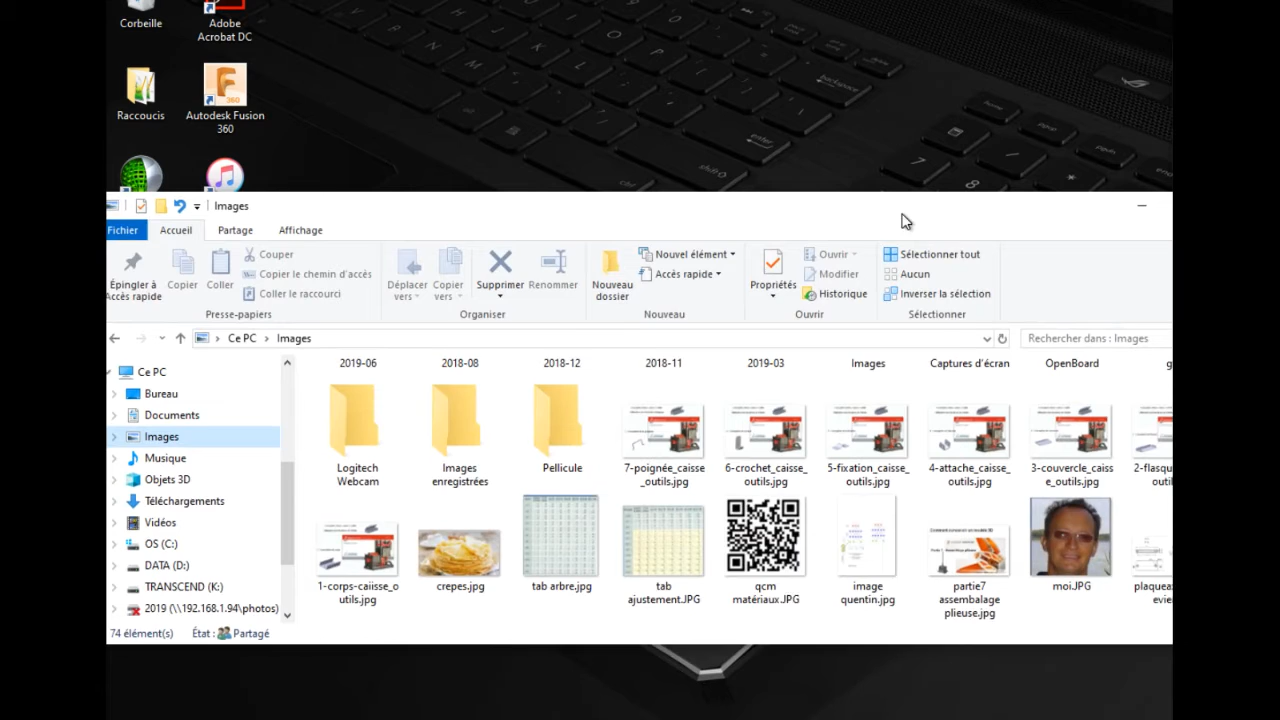 Corbeille
Adobe
Acrobat DC
Raccoucis
Autodesk Fusion
360
Images
Fichier
Accueil
Partage
Affichage
Épingler à
Accès rapide
Copier
Coller
Couper
Copier le chemin d'accès
Coller le raccourci
Presse-papiers
Déplacer
vers
Copier
vers
Supprimer
Renommer
Organiser
Nouveau
dossier
Nouvel élément
Accès rapide
Nouveau
Propriétés
Ouvrir
Modifier
Historique
Ouvrir
Sélectionner tout
Aucun
Inverser la sélection
Sélectionner
Ce PC
Images
Rechercher dans : Images
Ce PC
Bureau
Documents
Images
Musique
Objets 3D
Téléchargements
Vidéos
OS (C:)
DATA (D:)
TRANSCEND (K:)
2019 (\\192.168.1.94\photos)
2019-06
2018-08
2018-12
2018-11
2019-03
Images
Captures d'écran
OpenBoard
Logitech
Webcam
Images
enregistrées
Pellicule
7-poignée_caisse
_outils.jpg
6-crochet_caisse_
outils.jpg
5-fixation_caisse_
outils.jpg
4-attache_caisse_
outils.jpg
3-couvercle_caiss
e_outils.jpg
2-flasq
outil
1-corps-caiisse_o
utils.jpg
crepes.jpg
tab arbre.jpg
tab
ajustement.JPG
qcm
matériaux.JPG
image
quentin.jpg
partie7
assemblage
plieuse.jpg
moi.JPG
plaquea
evie
74 élément(s)
État :
Partagé